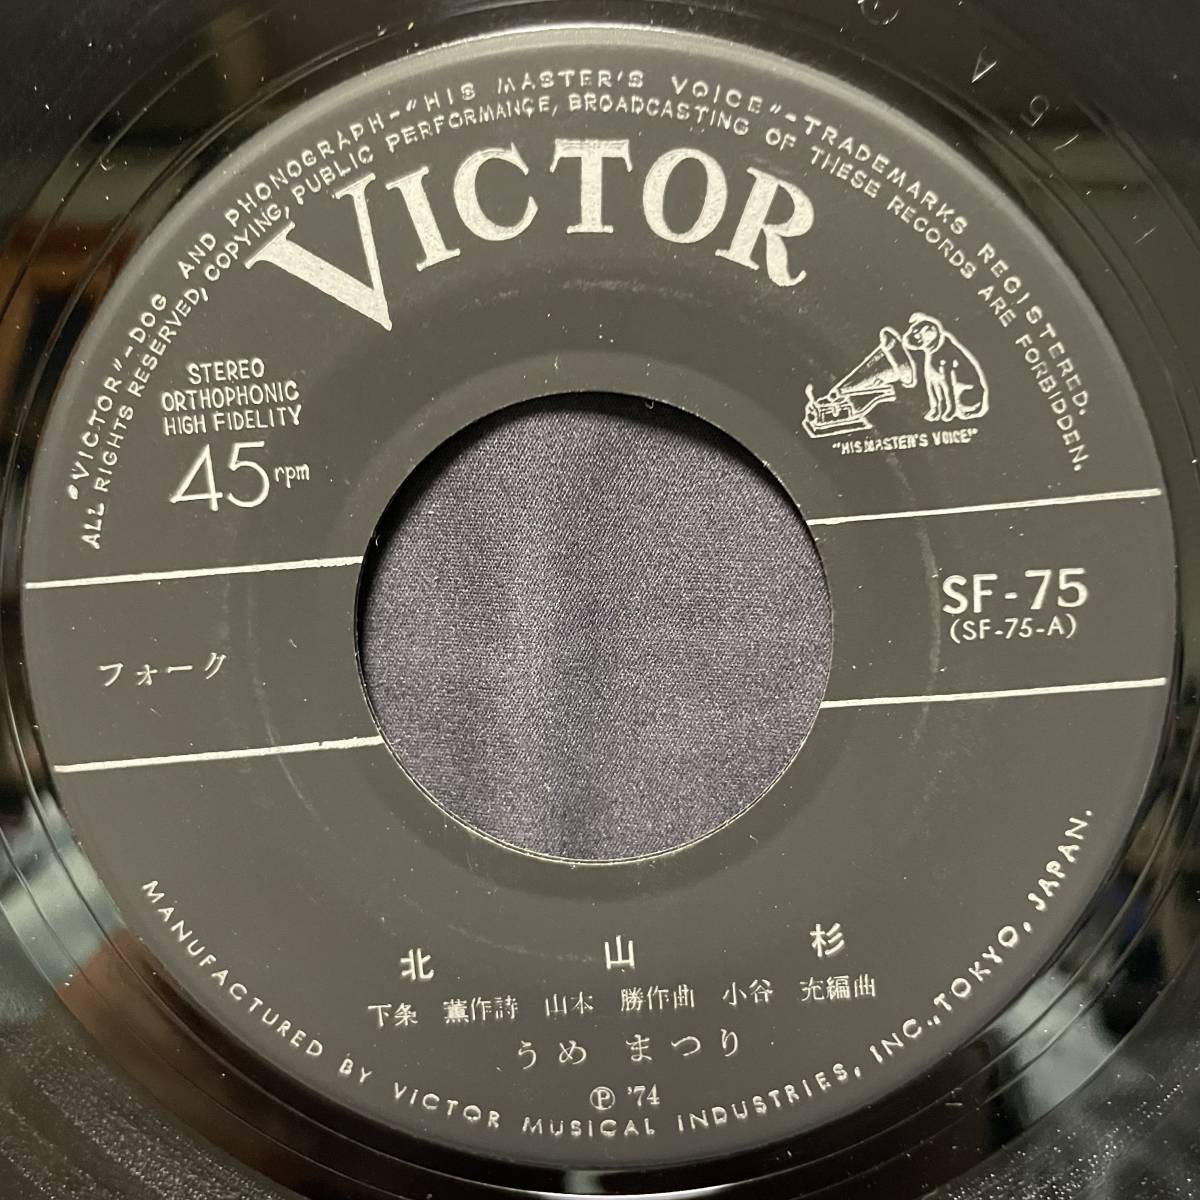 "VICTOR"-DOG AND PHONOGRAPH-"HIS MASTER'S VOICE"-TRADEMARKS REGISTERED.
ALL RIGHTS RESERVED, COPYING, PUBLIC PERFORMANCE, BROADCASTING OF THESE RECORDS ARE FORBIDDEN.
VICTOR
STEREO
ORTHOPHONIC
HIGH FIDELITY
45 rpm
"HIS MASTER'S VOICE"
SF-75
(SF-75-A)
フォーク
北山杉
下条 薫作詩 山本 勝作曲 小谷 充編曲
うめ まつり
Ⓟ '74
MANUFACTURED BY VICTOR MUSICAL INDUSTRIES, INC., TOKYO, JAPAN.